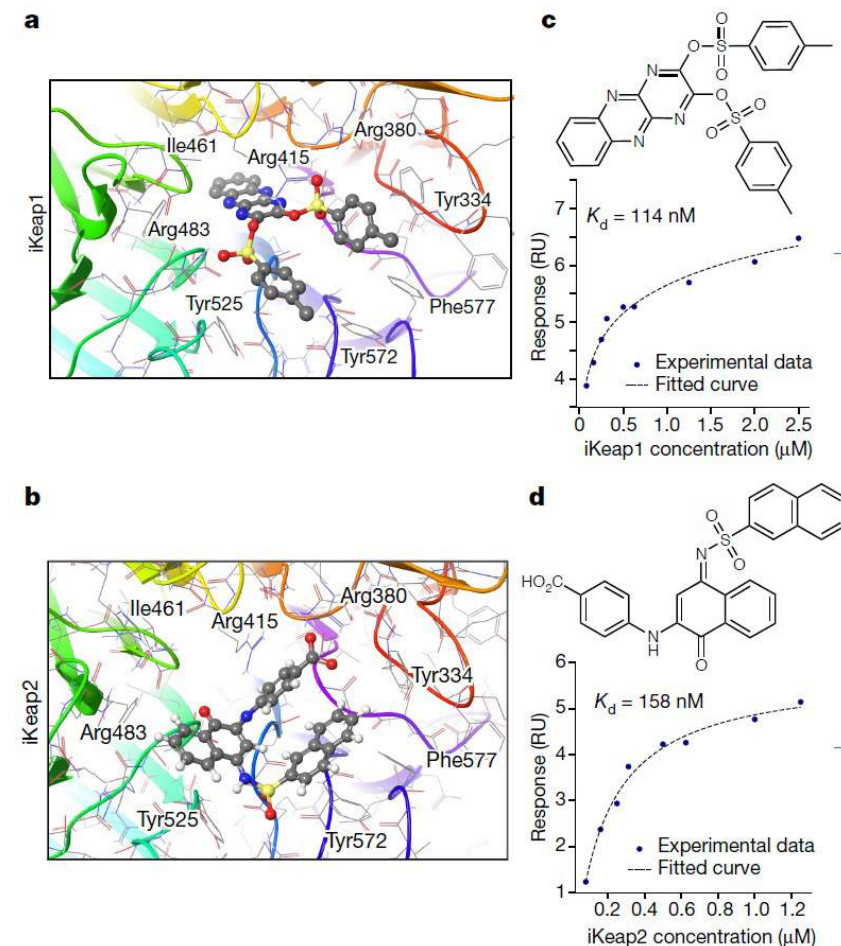 a
iKeap1
Ile461
Arg415
Arg380
Tyr334
Arg483
Tyr525
Phe577
Tyr572
c
O
S
O
O
N
N
N
N
N
N
O
O
S
O
Kd = 114 nM
Response (RU)
7
6
5
4
Experimental data
Fitted curve
0 0.5 1.0 1.5 2.0 2.5
iKeap1 concentration (μM)
b
iKeap2
Ile461
Arg415
Arg380
Tyr334
Arg483
Phe577
Tyr525
Tyr572
d
O
S
N
O
HO2C
NH
O
Kd = 158 nM
Response (RU)
6
5
4
3
2
1
Experimental data
Fitted curve
0.2 0.4 0.6 0.8 1.0 1.2
iKeap2 concentration (μM)